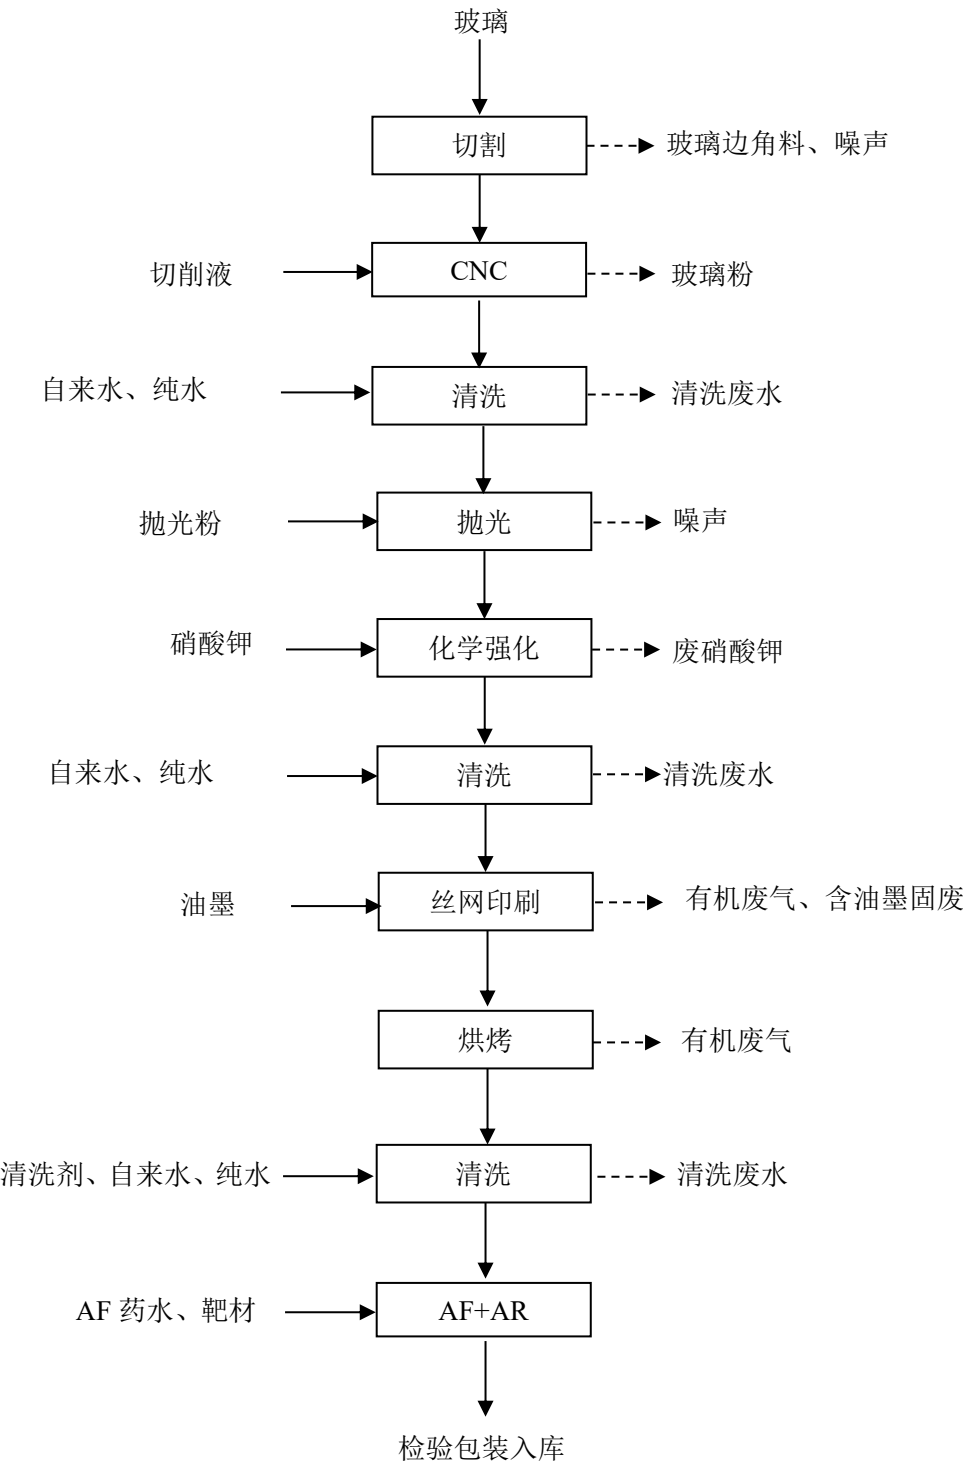 玻璃
切割
玻璃边角料、噪声
切削液
CNC
玻璃粉
自来水、纯水
清洗
清洗废水
抛光粉
抛光
噪声
硝酸钾
化学强化
废硝酸钾
自来水、纯水
清洗
清洗废水
油墨
丝网印刷
有机废气、含油墨固废
烘烤
有机废气
清洗剂、自来水、纯水
清洗
清洗废水
AF 药水、靶材
AF+AR
检验包装入库